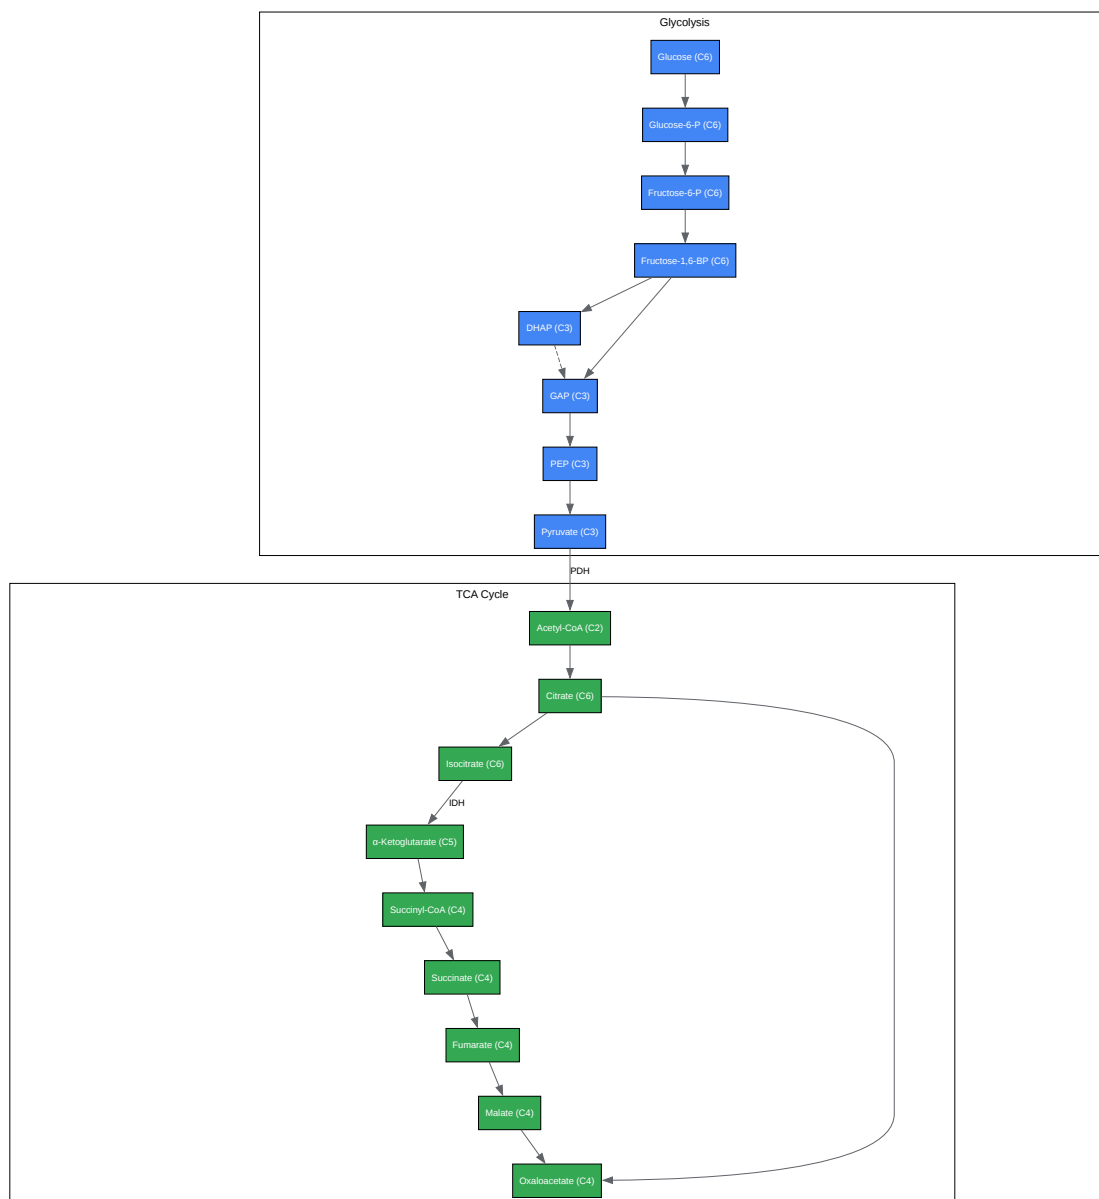 Glycolysis
Glucose (C6)
Glucose-6-P (C6)
Fructose-6-P (C6)
Fructose-1,6-BP (C6)
DHAP (C3)
GAP (C3)
PEP (C3)
Pyruvate (C3)
PDH
TCA Cycle
Acetyl-CoA (C2)
Citrate (C6)
Isocitrate (C6)
IDH
α-Ketoglutarate (C5)
Succinyl-CoA (C4)
Succinate (C4)
Fumarate (C4)
Malate (C4)
Oxaloacetate (C4)